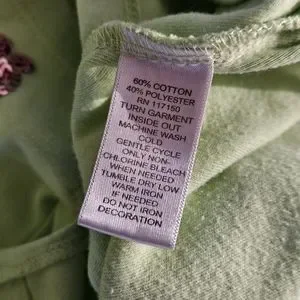 60% COTTON
40% POLYESTER
RN 117150
TURN GARMENT
INSIDE OUT
MACHINE WASH
COLD
GENTLE CYCLE
ONLY NON-
CHLORINE BLEACH
WHEN NEEDED
TUMBLE DRY LOW
WARM IRON
IF NEEDED
DO NOT IRON
DECORATION